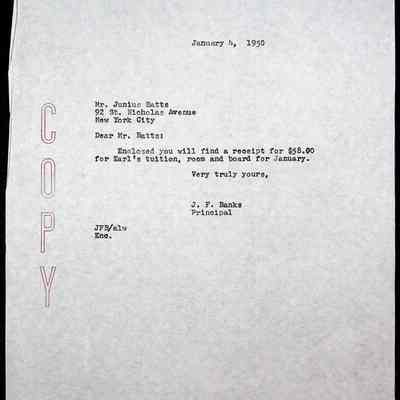 January 4, 1950
Mr. Junius Batts
92 St. Nicholas Avenue
New York City
Dear Mr. Batts:
Enclosed you will find a receipt for $58.00
for Earl's tuition, room and board for January.
Very truly yours,
J. F. Banks
Principal
JFB/alw
Enc.
COPY